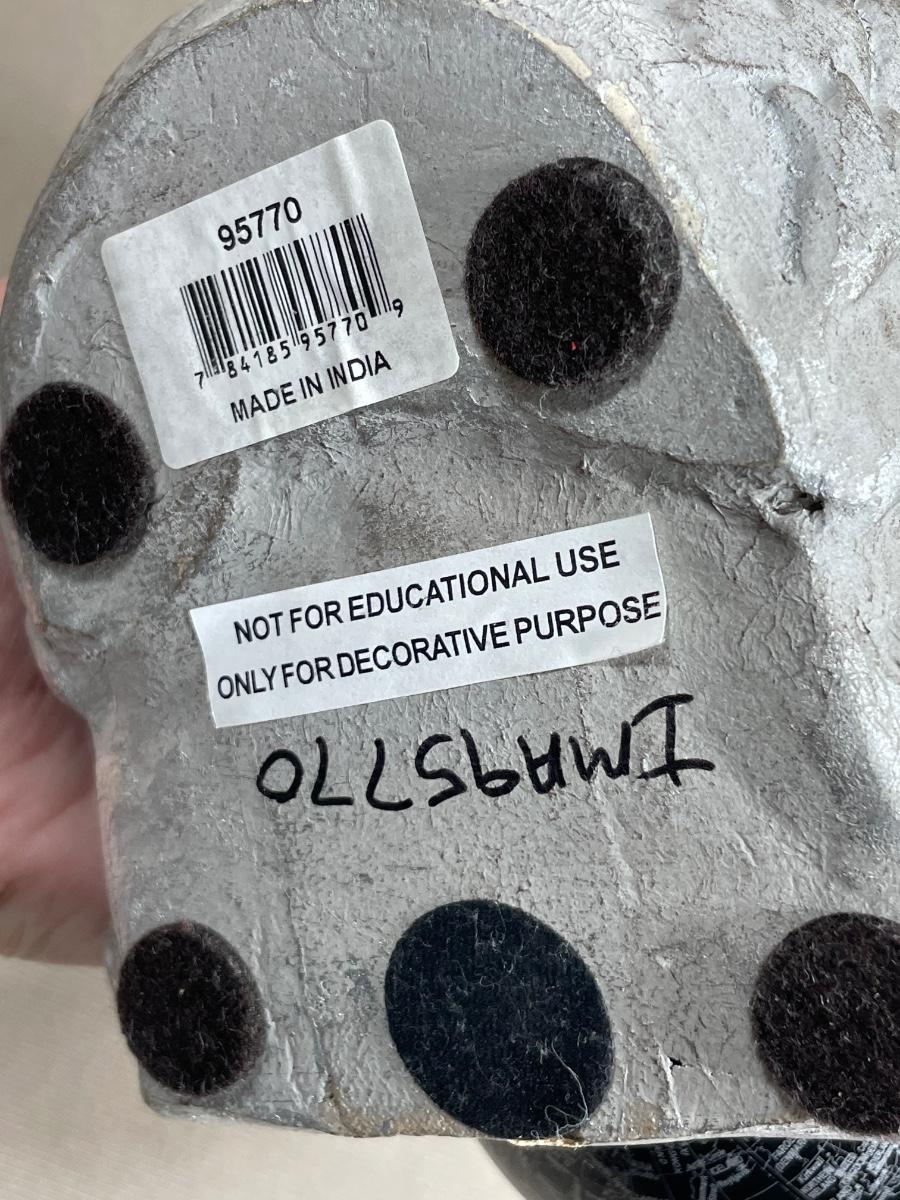 95770
7 84185 95770 9
MADE IN INDIA
NOT FOR EDUCATIONAL USE
ONLY FOR DECORATIVE PURPOSE
IMA95770